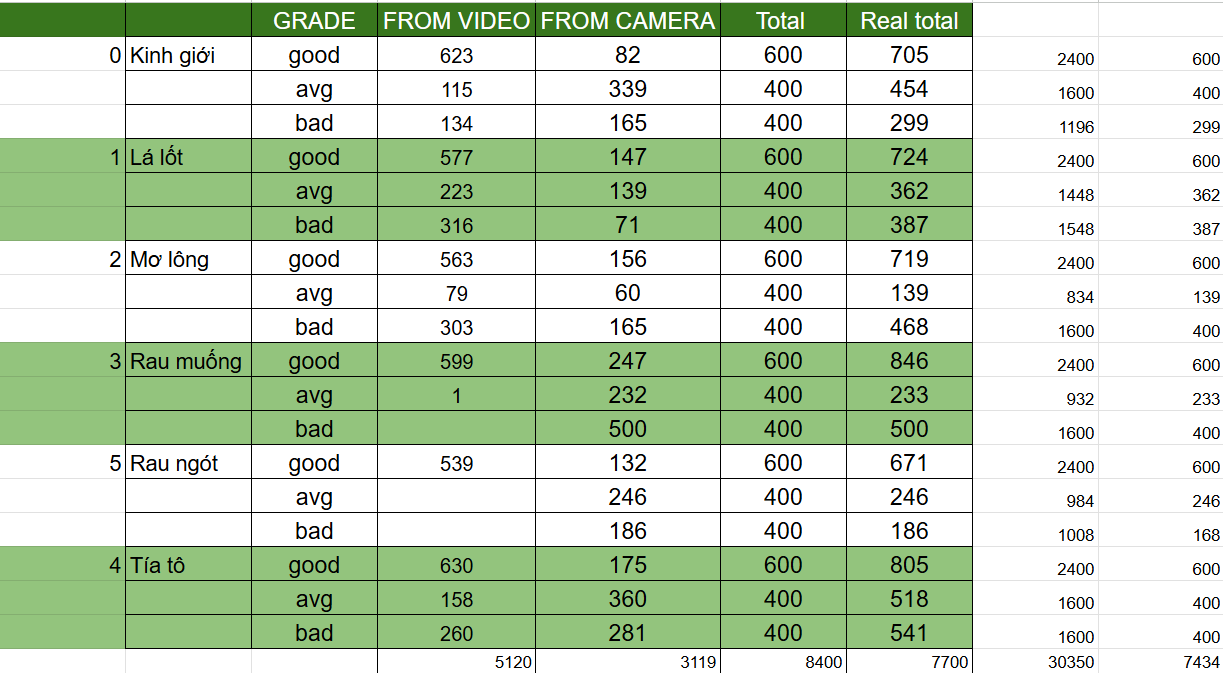 GRADE FROM VIDEO FROM CAMERA Total Real total
0 Kinh giới good 623 82 600 705 2400 600
avg 115 339 400 454 1600 400
bad 134 165 400 299 1196 299
1 Lá lốt good 577 147 600 724 2400 600
avg 223 139 400 362 1448 362
bad 316 71 400 387 1548 387
2 Mơ lông good 563 156 600 719 2400 600
avg 79 60 400 139 834 139
bad 303 165 400 468 1600 400
3 Rau muống good 599 247 600 846 2400 600
avg 1 232 400 233 932 233
bad 500 400 500 1600 400
5 Rau ngót good 539 132 600 671 2400 600
avg 246 400 246 984 246
bad 186 400 186 1008 168
4 Tía tô good 630 175 600 805 2400 600
avg 158 360 400 518 1600 400
bad 260 281 400 541 1600 400
5120 3119 8400 7700 30350 7434